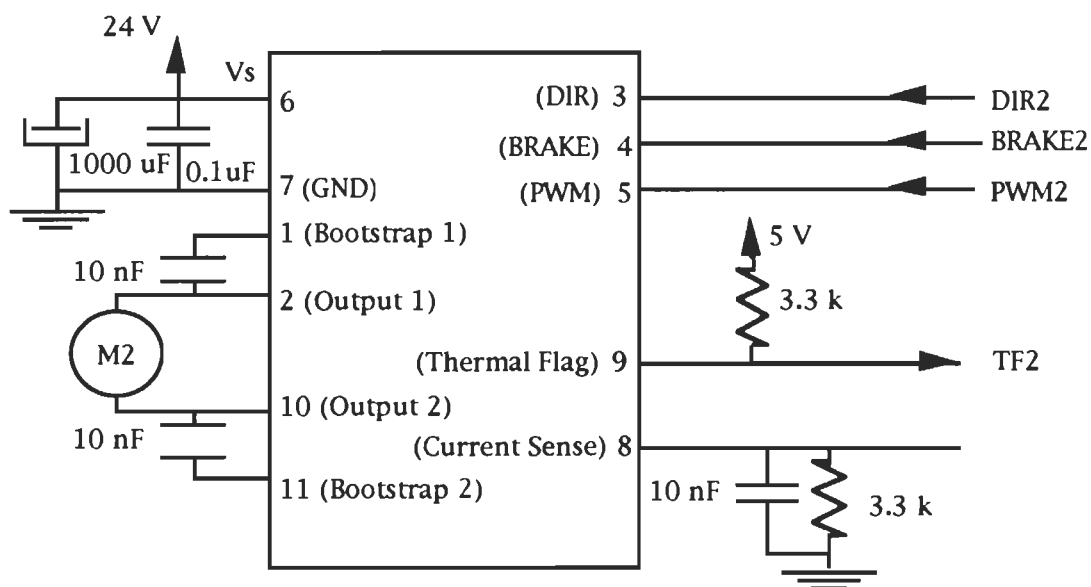 24 V
Vs
6
(DIR) 3
DIR2
(BRAKE) 4
BRAKE2
1000 uF
0.1uF
7 (GND)
(PWM) 5
PWM2
1 (Bootstrap 1)
5 V
10 nF
2 (Output 1)
3.3 k
M2
(Thermal Flag) 9
TF2
10 (Output 2)
10 nF
(Current Sense) 8
11 (Bootstrap 2)
10 nF
3.3 k